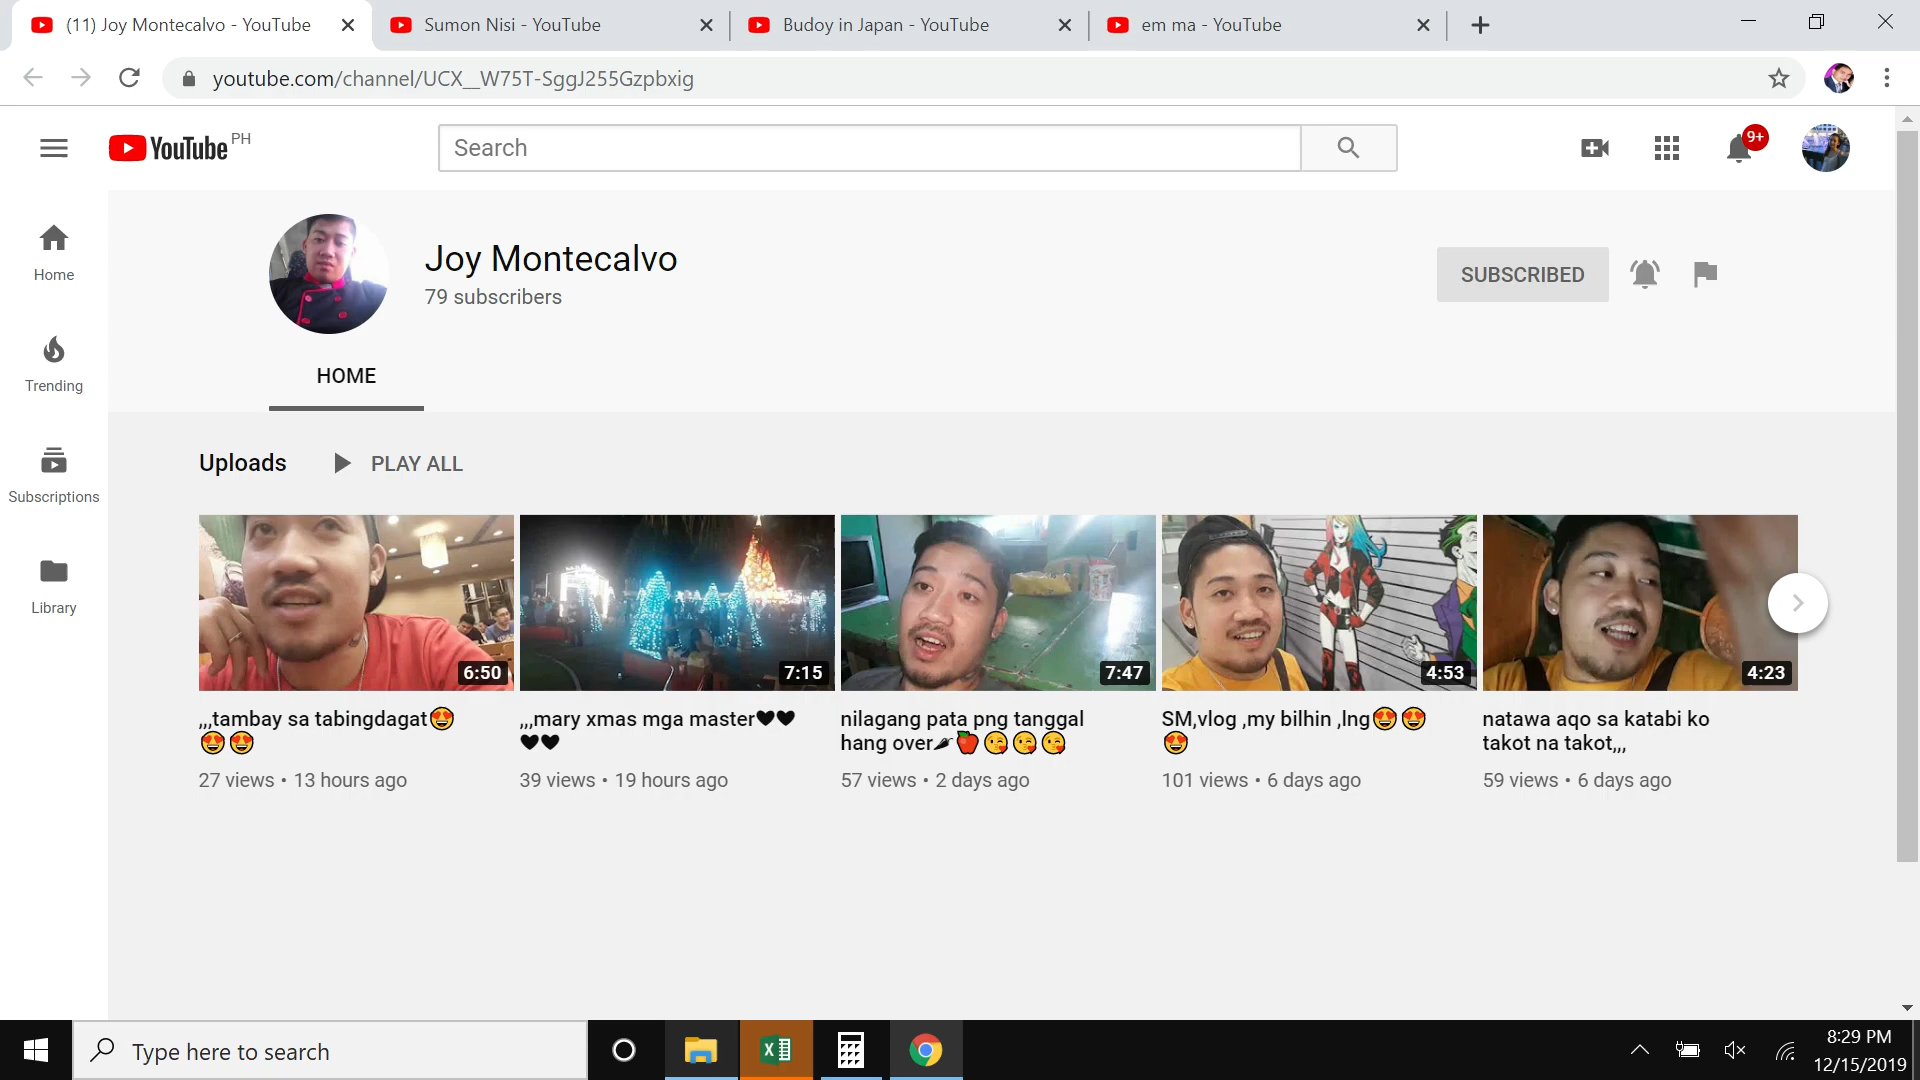 (11) Joy Montecalvo - YouTube
Sumon Nisi - YouTube
Budoy in Japan - YouTube
em ma - YouTube
youtube.com/channel/UCX__W75T-SggJ255Gzpbxig
YouTube PH
Search
9+
Home
Trending
Subscriptions
Library
Joy Montecalvo
79 subscribers
SUBSCRIBED
HOME
Uploads
PLAY ALL
6:50
,,,tambay sa tabingdagat😍
😍😍
27 views • 13 hours ago
7:15
,,,mary xmas mga master🖤🖤
🖤🖤
39 views • 19 hours ago
7:47
nilagang pata png tanggal
hang over🌶🍎😘😘😘
57 views • 2 days ago
4:53
SM,vlog ,my bilhin ,lng😍😍
😍
101 views • 6 days ago
4:23
natawa aqo sa katabi ko
takot na takot,,,
59 views • 6 days ago
Type here to search
8:29 PM
12/15/2019